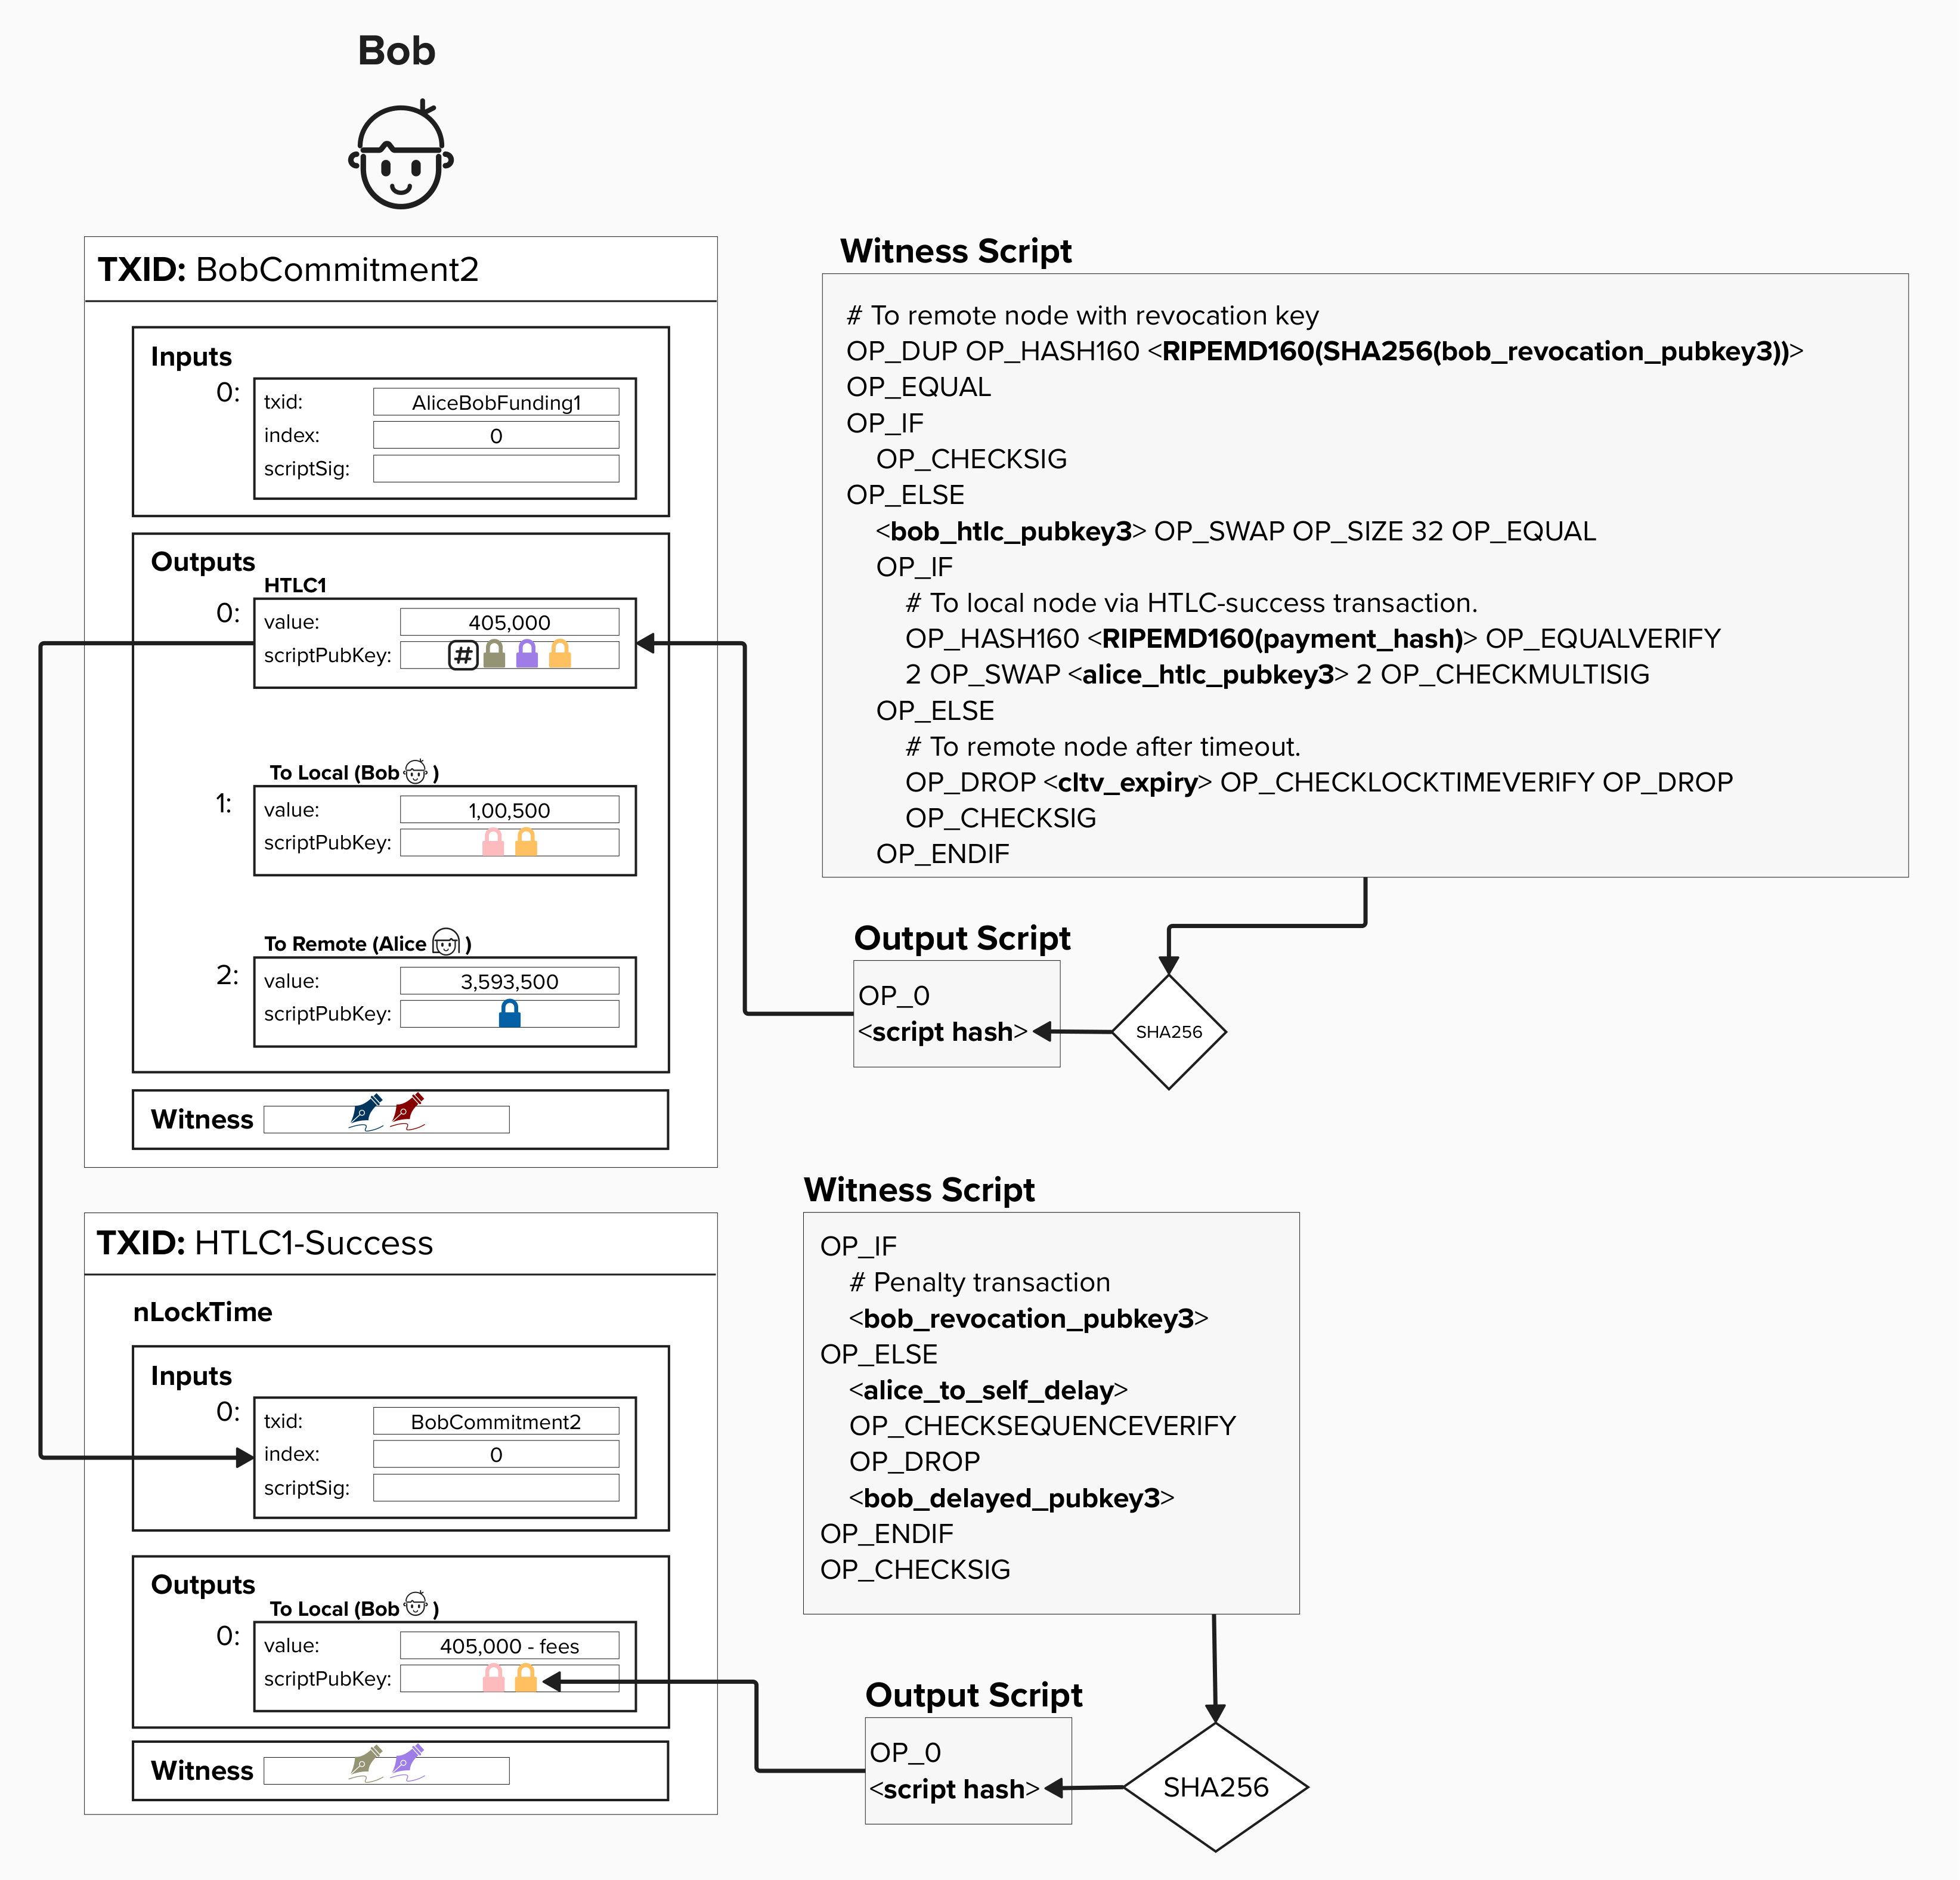 Bob
TXID: BobCommitment2
Inputs
0:
txid: AliceBobFunding1
index: 0
scriptSig:
Outputs
HTLC1
0:
value: 405,000
scriptPubKey: #
To Local (Bob )
1:
value: 1,00,500
scriptPubKey:
To Remote (Alice )
2:
value: 3,593,500
scriptPubKey:
Witness
Witness Script
# To remote node with revocation key
OP_DUP OP_HASH160 <RIPEMD160(SHA256(bob_revocation_pubkey3))>
OP_EQUAL
OP_IF
OP_CHECKSIG
OP_ELSE
<bob_htlc_pubkey3> OP_SWAP OP_SIZE 32 OP_EQUAL
OP_IF
# To local node via HTLC-success transaction.
OP_HASH160 <RIPEMD160(payment_hash)> OP_EQUALVERIFY
2 OP_SWAP <alice_htlc_pubkey3> 2 OP_CHECKMULTISIG
OP_ELSE
# To remote node after timeout.
OP_DROP <cltv_expiry> OP_CHECKLOCKTIMEVERIFY OP_DROP
OP_CHECKSIG
OP_ENDIF
Output Script
OP_0
<script hash>
SHA256
TXID: HTLC1-Success
nLockTime
Inputs
0:
txid: BobCommitment2
index: 0
scriptSig:
Outputs
To Local (Bob )
0:
value: 405,000 - fees
scriptPubKey:
Witness
Witness Script
OP_IF
# Penalty transaction
<bob_revocation_pubkey3>
OP_ELSE
<alice_to_self_delay>
OP_CHECKSEQUENCEVERIFY
OP_DROP
<bob_delayed_pubkey3>
OP_ENDIF
OP_CHECKSIG
Output Script
OP_0
<script hash>
SHA256